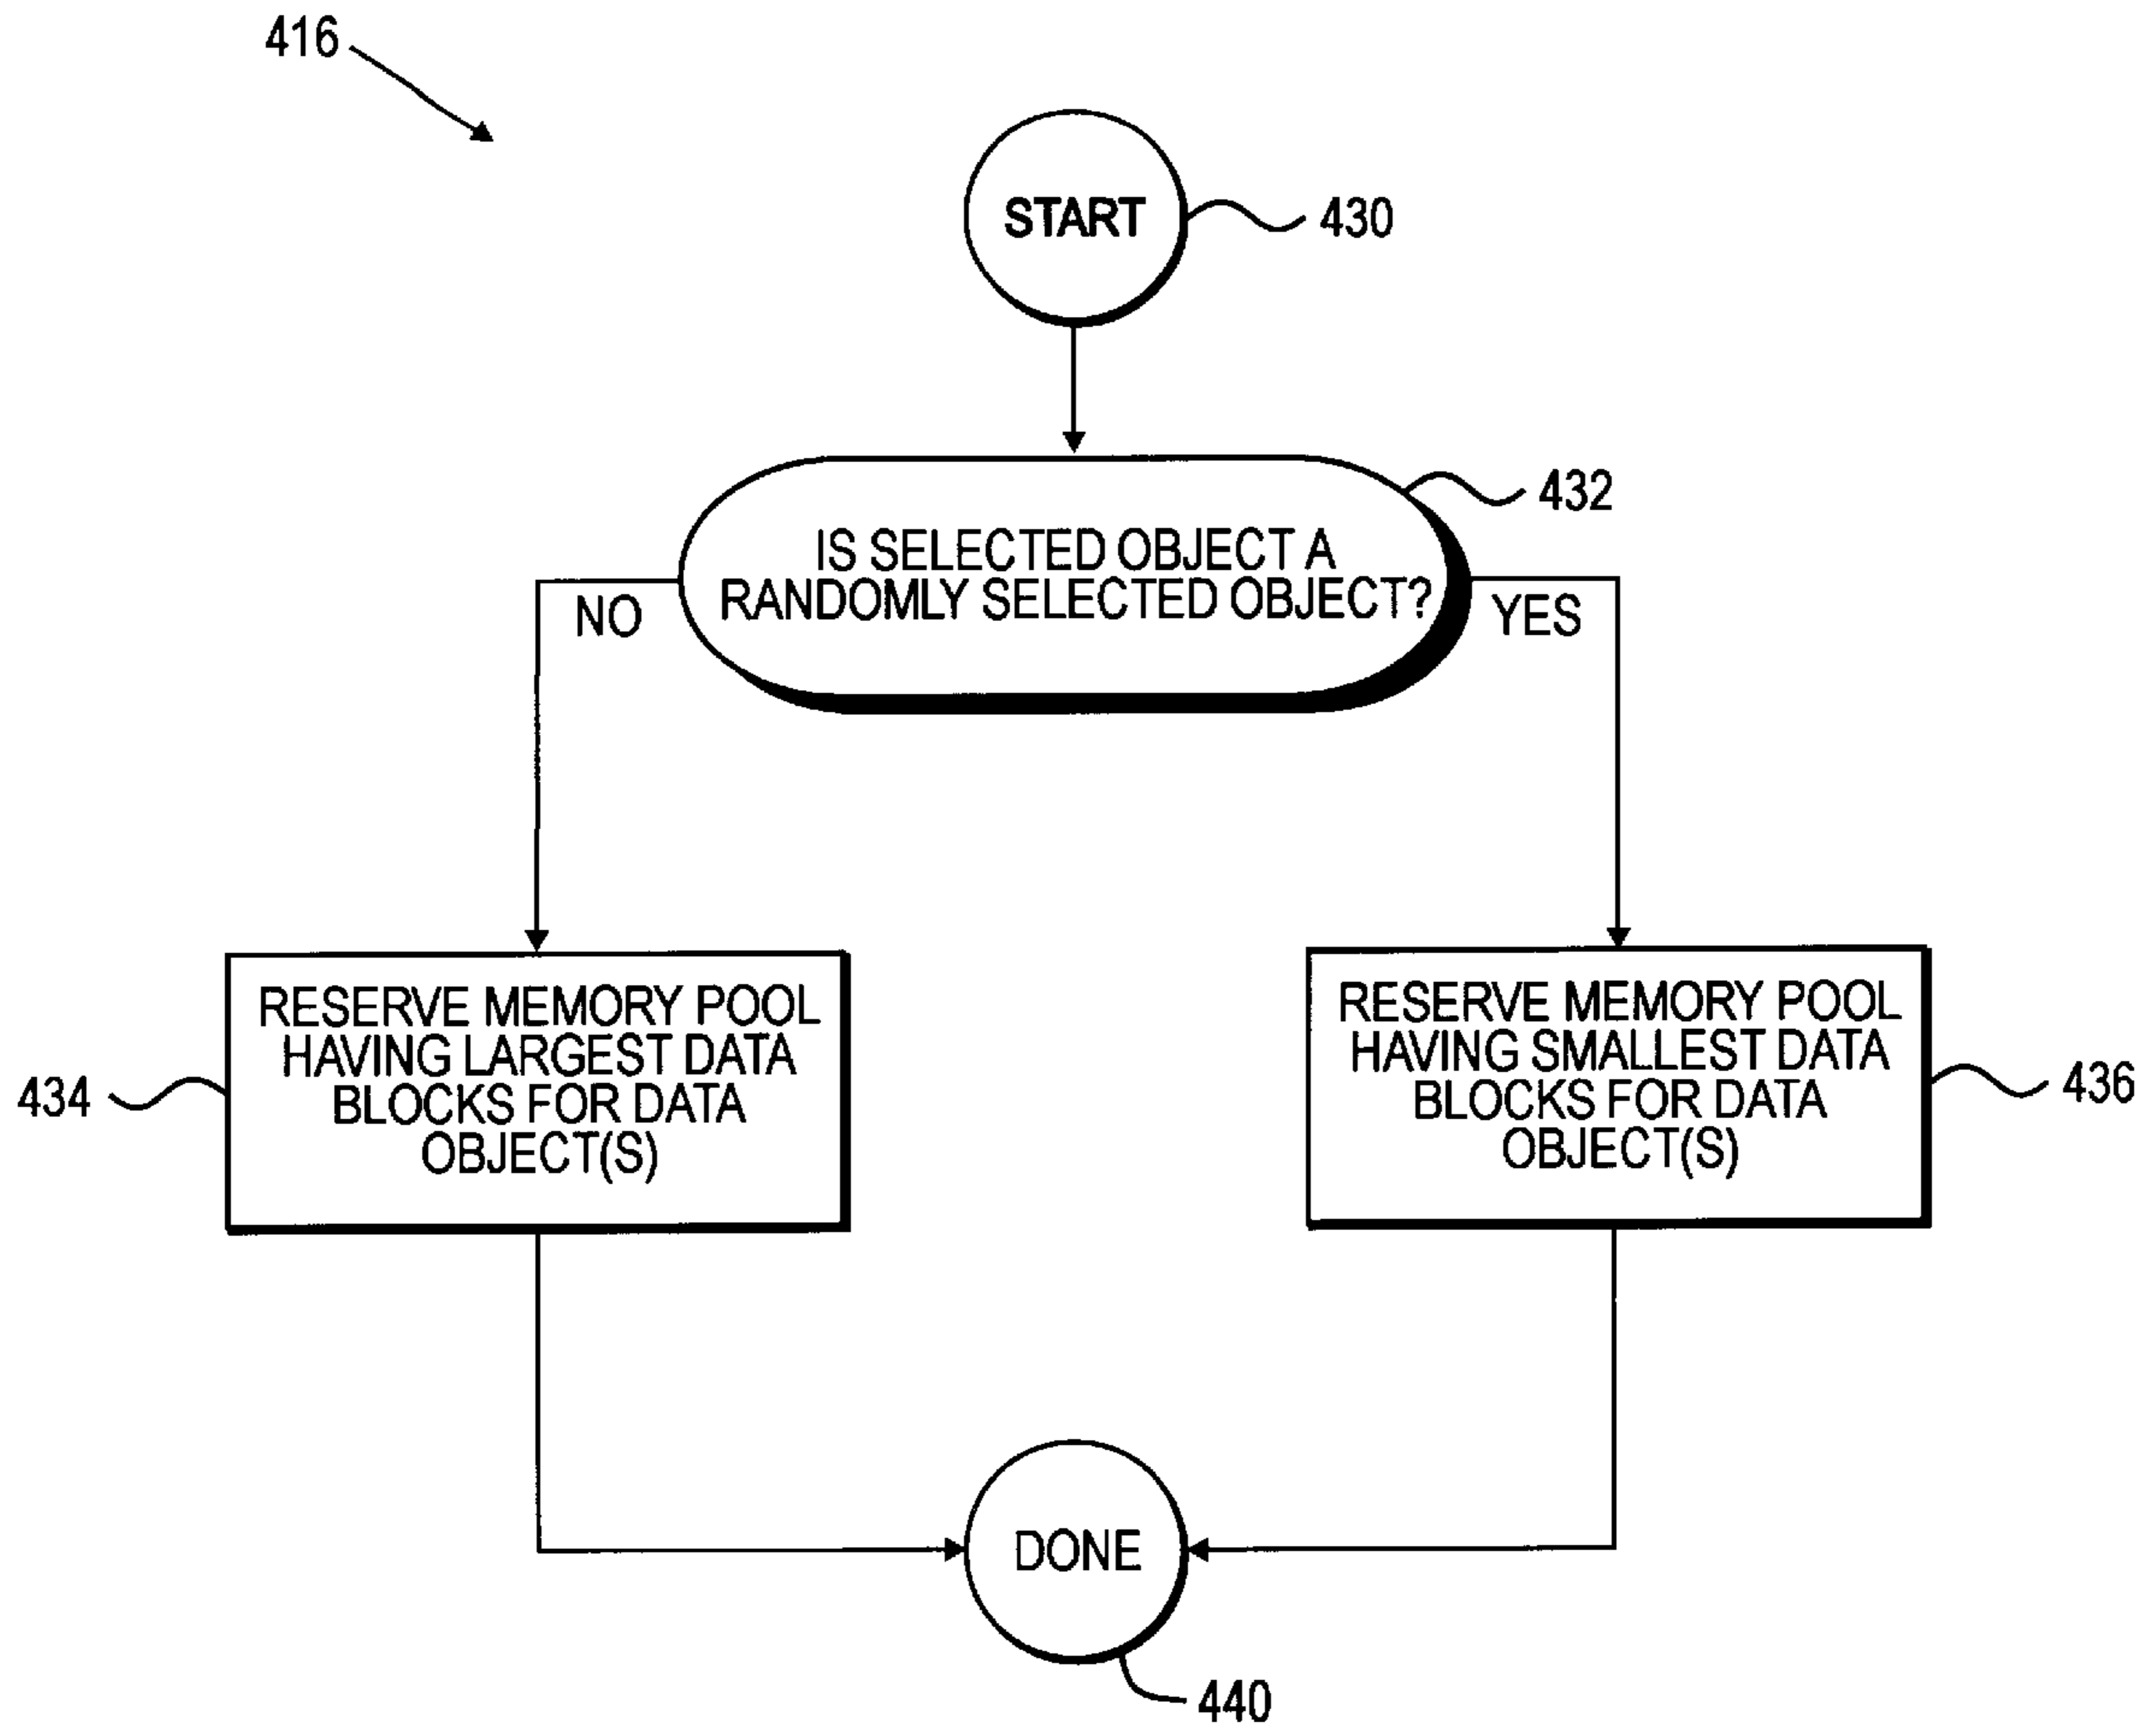 416
START
430
432
IS SELECTED OBJECT A
RANDOMLY SELECTED OBJECT?
NO
YES
RESERVE MEMORY POOL
HAVING LARGEST DATA
BLOCKS FOR DATA
OBJECT(S)
434
RESERVE MEMORY POOL
HAVING SMALLEST DATA
BLOCKS FOR DATA
OBJECT(S)
436
DONE
440